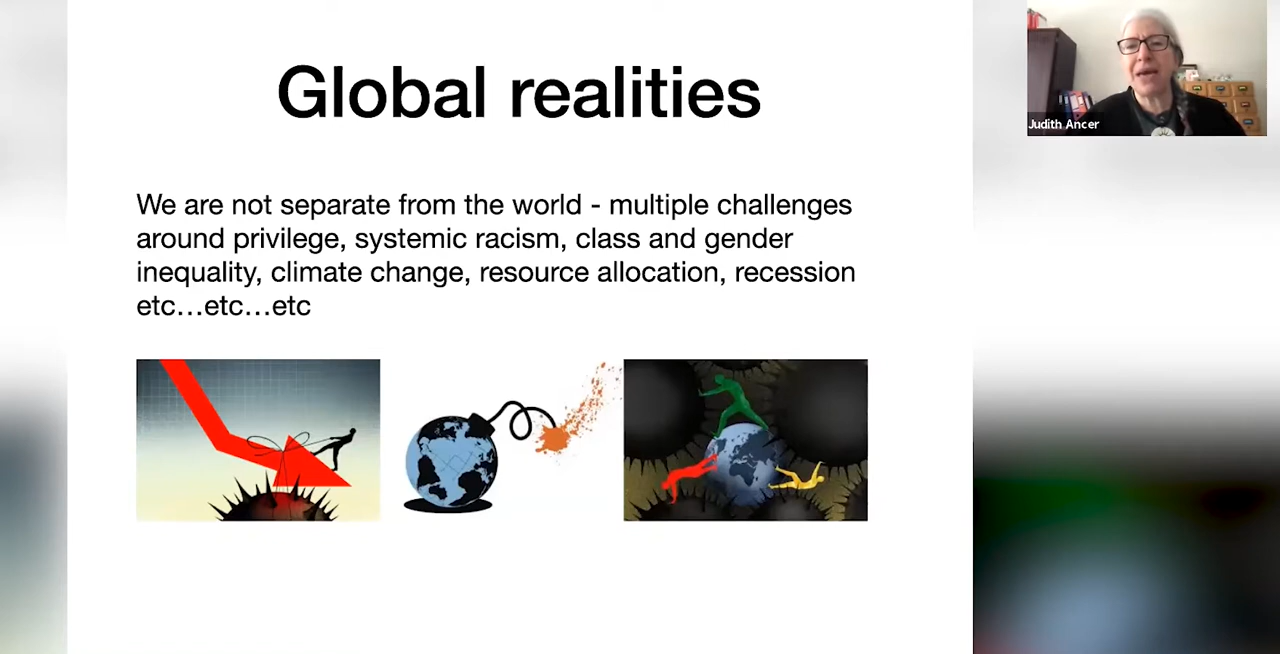 Global realities
We are not separate from the world - multiple challenges
around privilege, systemic racism, class and gender
inequality, climate change, resource allocation, recession
etc…etc…etc
Judith Ancer